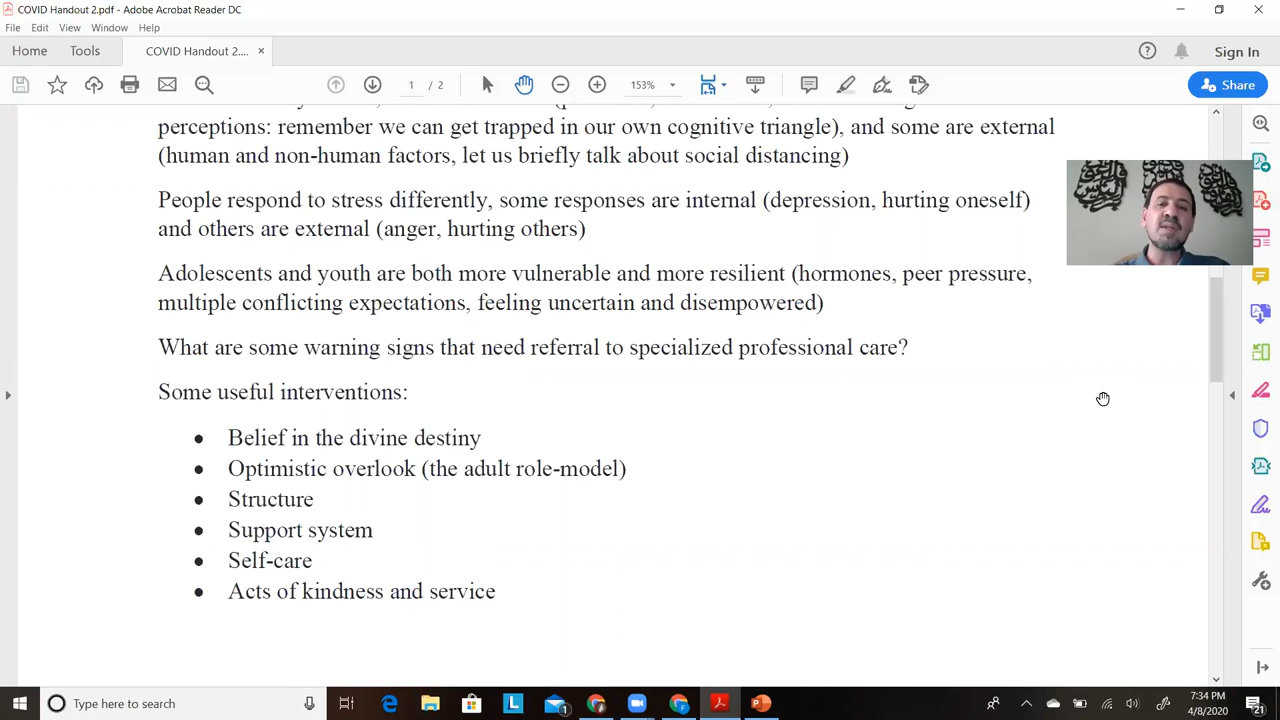 COVID Handout 2.pdf - Adobe Acrobat Reader DC
File Edit View Window Help
Home Tools COVID Handout 2.... × Sign In
1 / 2 153% Share
perceptions: remember we can get trapped in our own cognitive triangle), and some are external
(human and non-human factors, let us briefly talk about social distancing)
People respond to stress differently, some responses are internal (depression, hurting oneself)
and others are external (anger, hurting others)
Adolescents and youth are both more vulnerable and more resilient (hormones, peer pressure,
multiple conflicting expectations, feeling uncertain and disempowered)
What are some warning signs that need referral to specialized professional care?
Some useful interventions:
• Belief in the divine destiny
• Optimistic overlook (the adult role-model)
• Structure
• Support system
• Self-care
• Acts of kindness and service
Type here to search
1
7:34 PM
4/8/2020
21